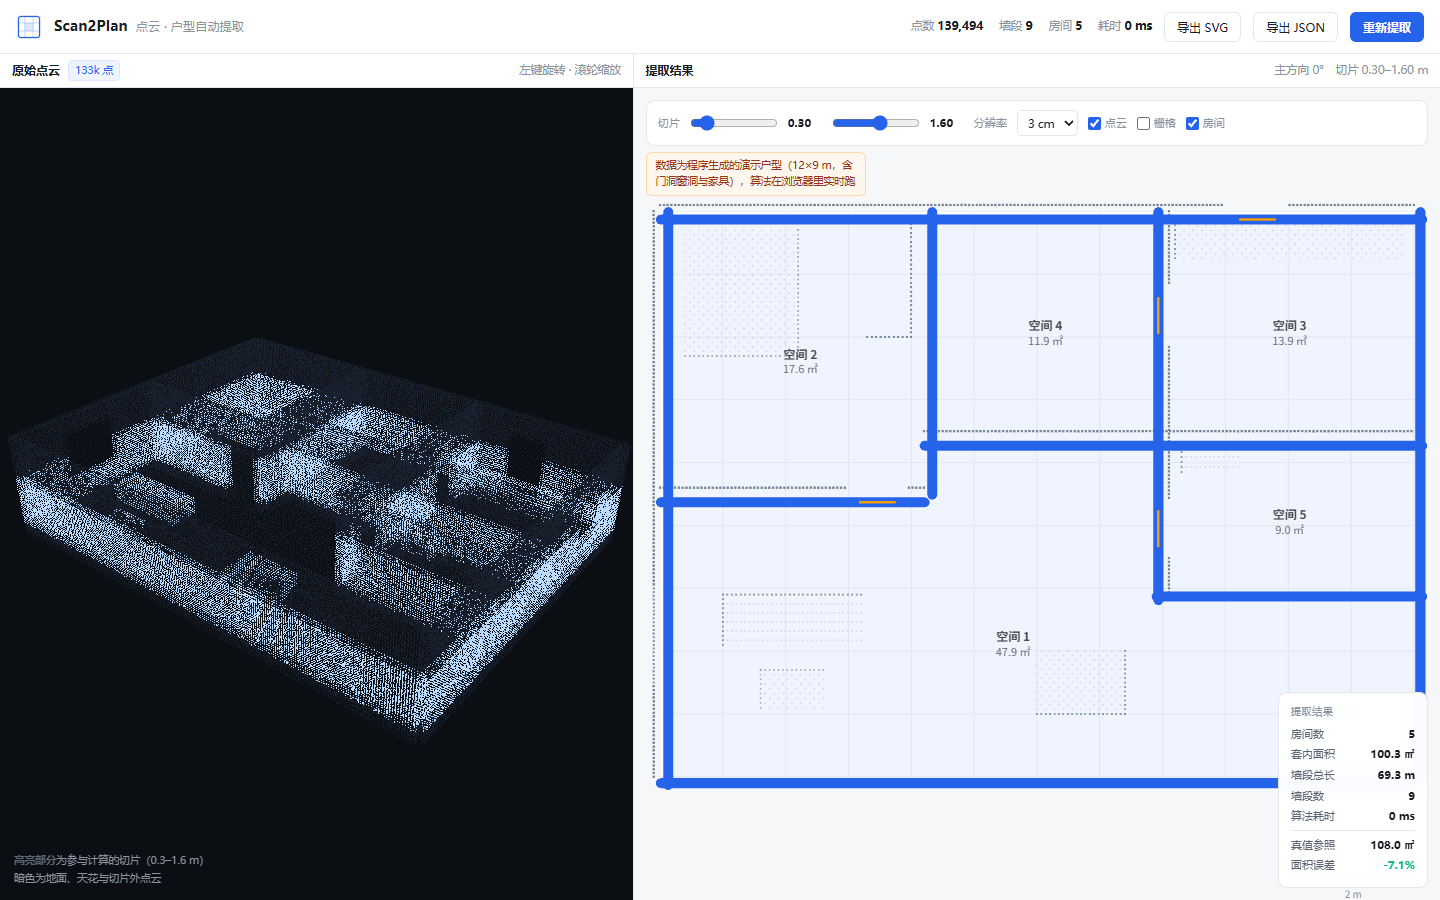 Scan2Plan 点云 · 户型自动提取
点数 139,494 墙段 9 房间 5 耗时 0 ms 导出 SVG 导出 JSON 重新提取
原始点云 133k 点 左键旋转 · 滚轮缩放
提取结果 主方向 0° 切片 0.30–1.60 m
切片 0.30 1.60 分辨率 3 cm 点云 栅格 房间
数据为程序生成的演示户型（12×9 m，含
门洞窗洞与家具），算法在浏览器里实时跑
空间 4
11.9 ㎡
空间 3
13.9 ㎡
空间 2
17.6 ㎡
空间 5
9.0 ㎡
空间 1
47.9 ㎡
提取结果
房间数 5
套内面积 100.3 ㎡
墙段总长 69.3 m
墙段数 9
算法耗时 0 ms
真值参照 108.0 ㎡
面积误差 -7.1%
2 m
高亮部分为参与计算的切片（0.3–1.6 m）
暗色为地面、天花与切片外点云